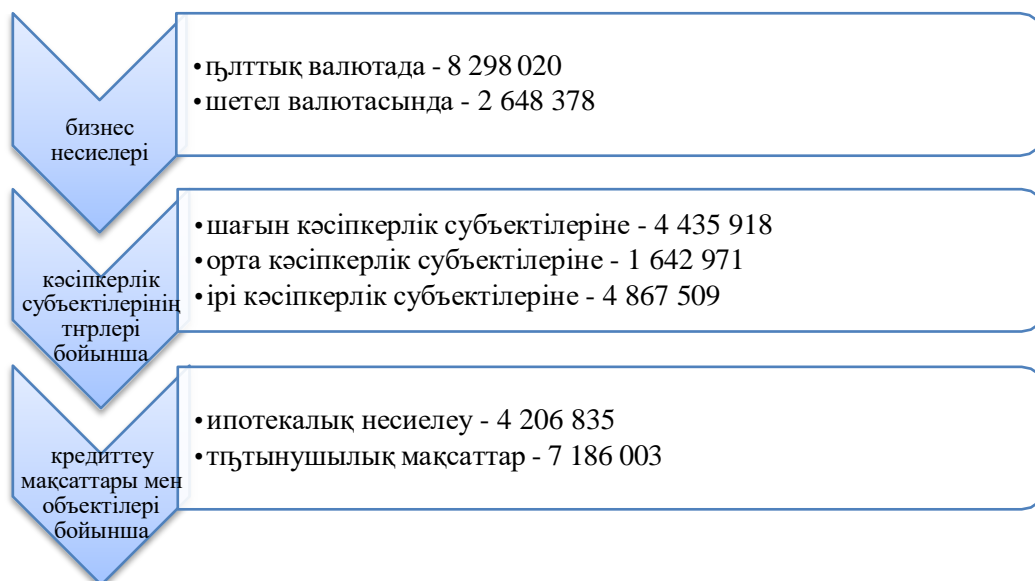 бизнес
несиелері
•ҧлттық валютада - 8 298 020
•шетел валютасында - 2 648 378
кәсіпкерлік
субъектілерінің
тнрлері
бойынша
•шағын кәсіпкерлік субъектілеріне - 4 435 918
•орта кәсіпкерлік субъектілеріне - 1 642 971
•ірі кәсіпкерлік субъектілеріне - 4 867 509
кредиттеу
мақсаттары мен
объектілері
бойынша
•ипотекалық несиелеу - 4 206 835
•тҧтынушылық мақсаттар - 7 186 003